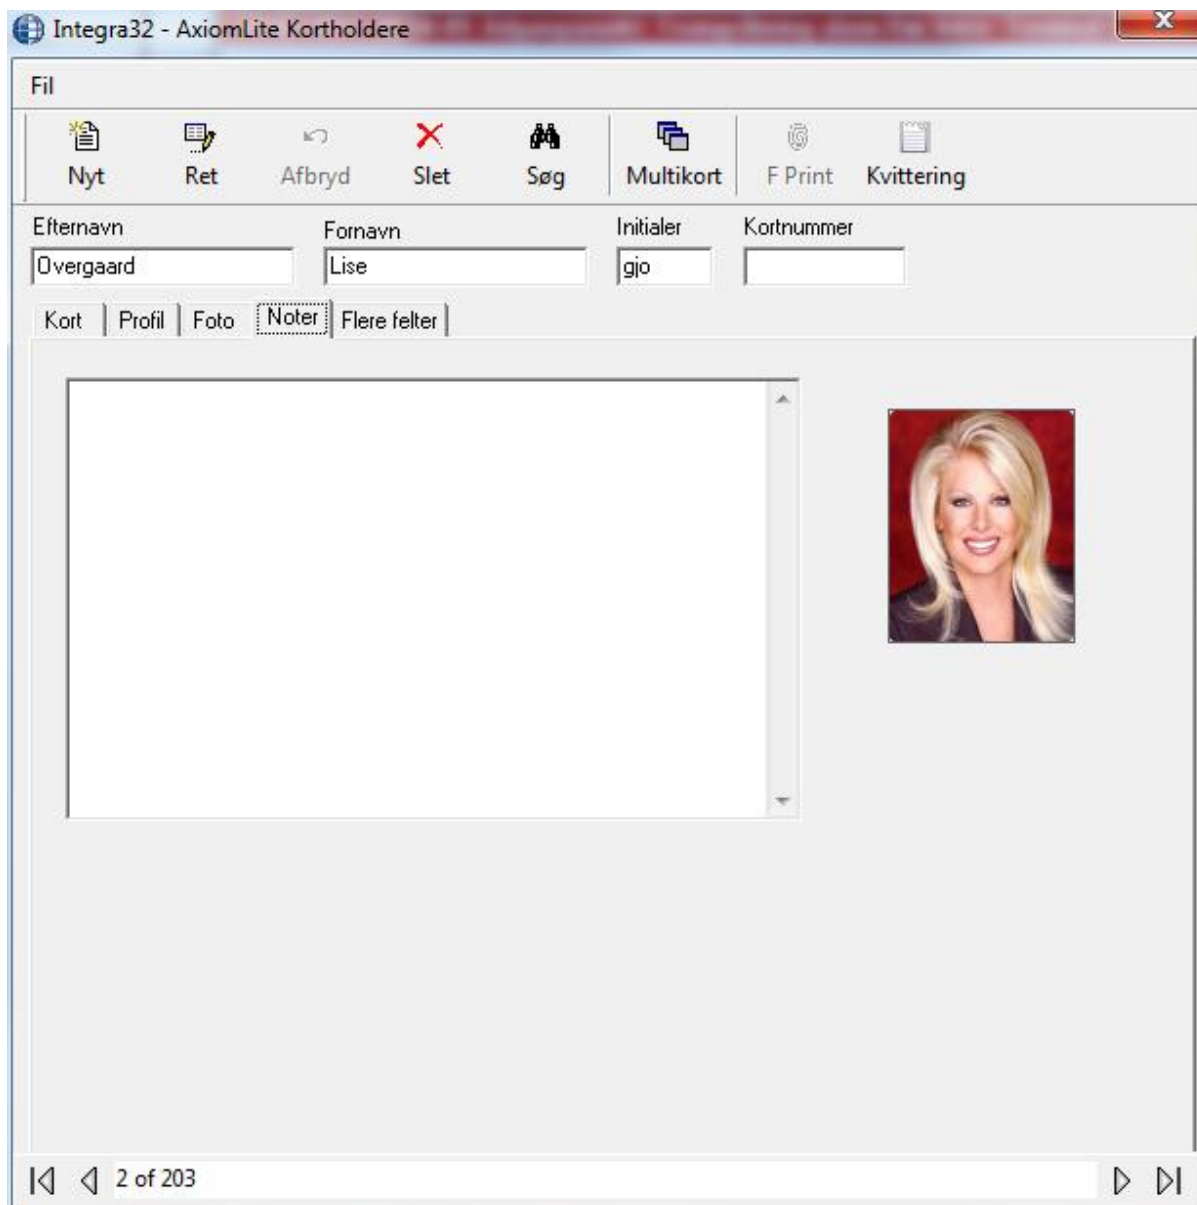 Integra32 - AxiomLite Kortholdere
Fil
Nyt Ret Afbryd Slet Søg Multikort F Print Kvittering
Efternavn Fornavn Initialer Kortnummer
Overgaard Lise gjo
Kort Profil Foto Noter Flere felter
2 of 203